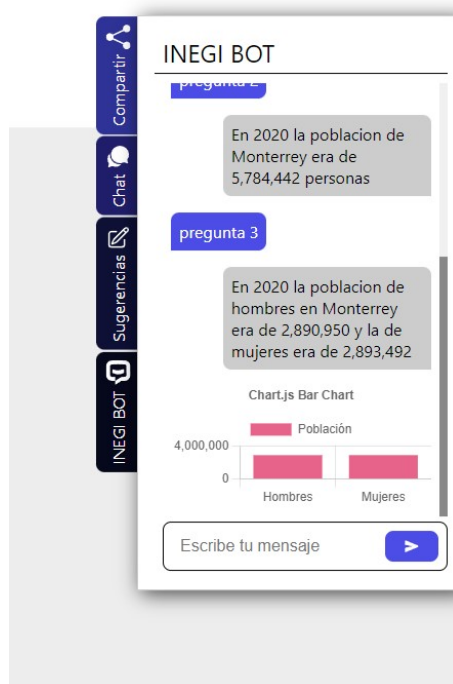 Compartir
Chat
Sugerencias
INEGI BOT
INEGI BOT
pregunta 2
En 2020 la poblacion de
Monterrey era de
5,784,442 personas
pregunta 3
En 2020 la poblacion de
hombres en Monterrey
era de 2,890,950 y la de
mujeres era de 2,893,492
Chart.js Bar Chart
Población
4,000,000
0
Hombres Mujeres
Escribe tu mensaje